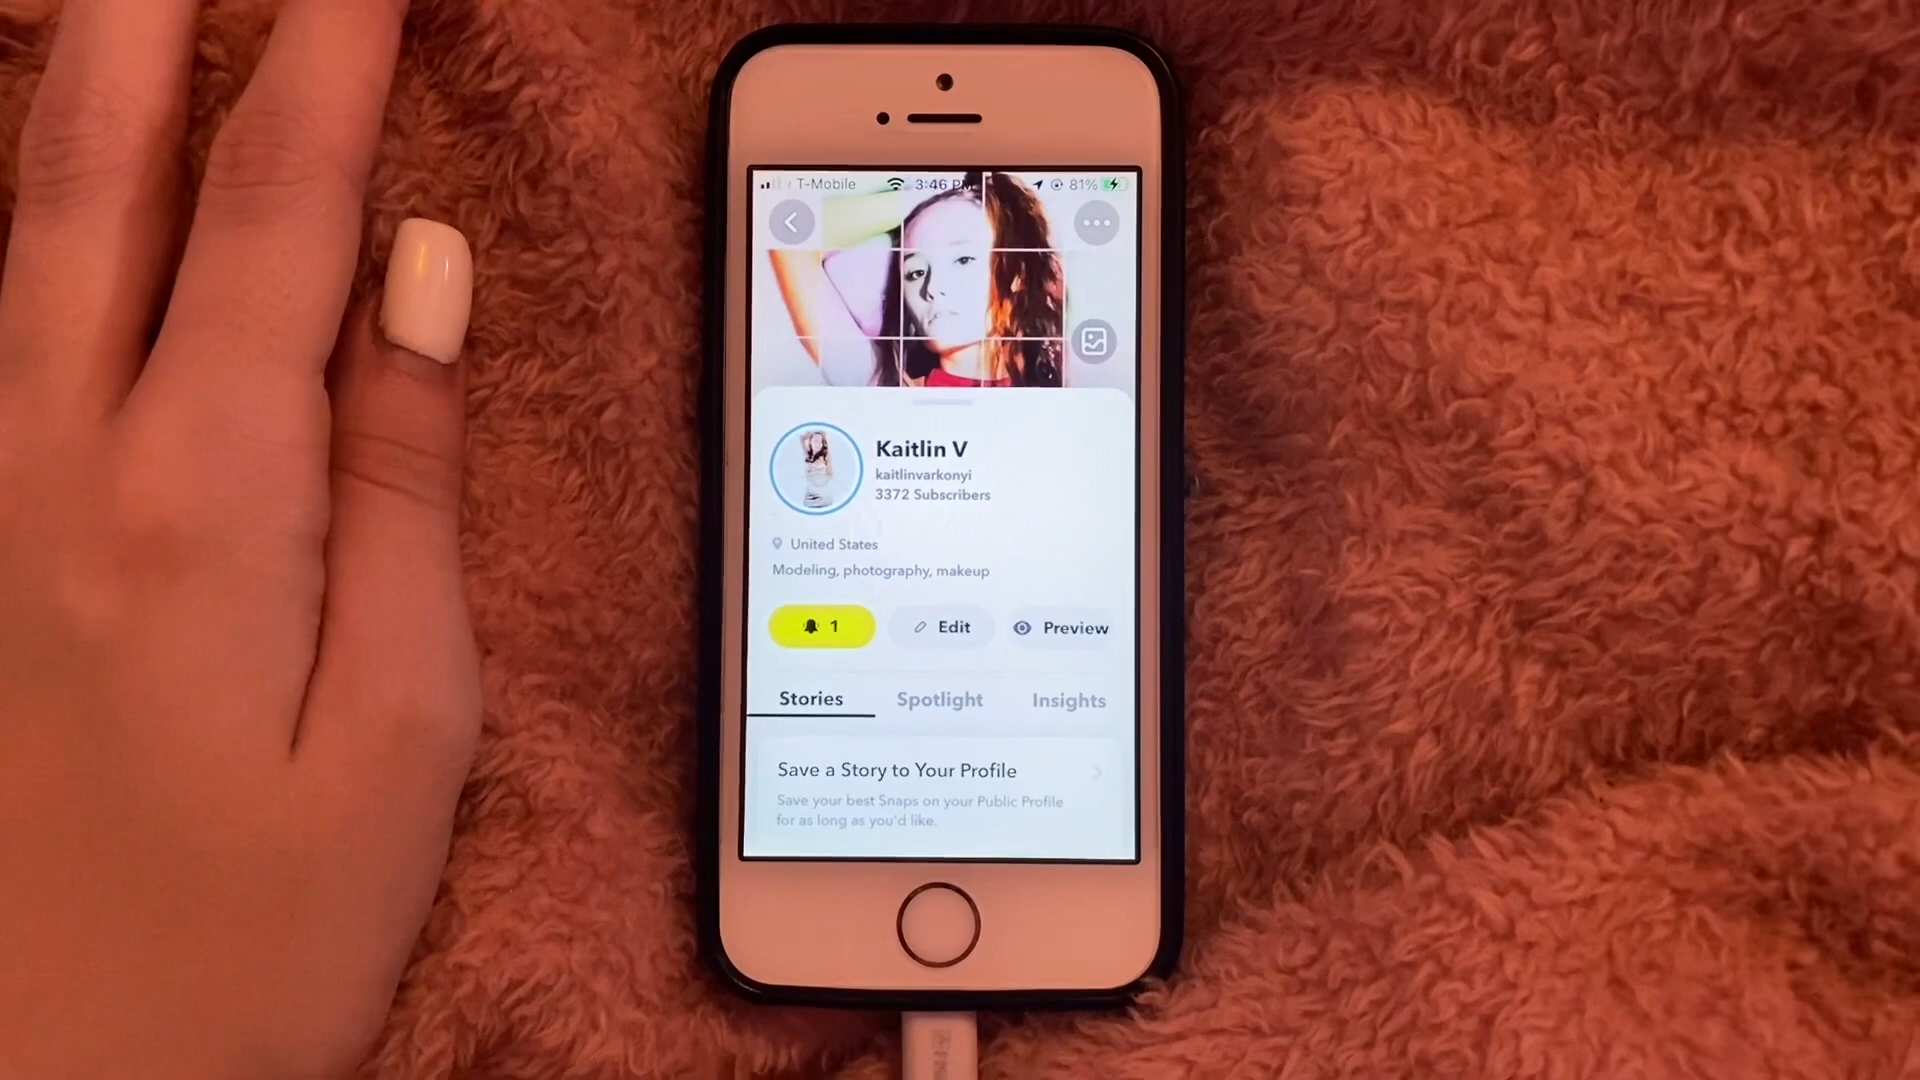 T-Mobile 3:46 PM 81%
Kaitlin V
kaitlinvarkonyi
3372 Subscribers
United States
Modeling, photography, makeup
1 Edit Preview
Stories Spotlight Insights
Save a Story to Your Profile
Save your best Snaps on your Public Profile
for as long as you'd like.